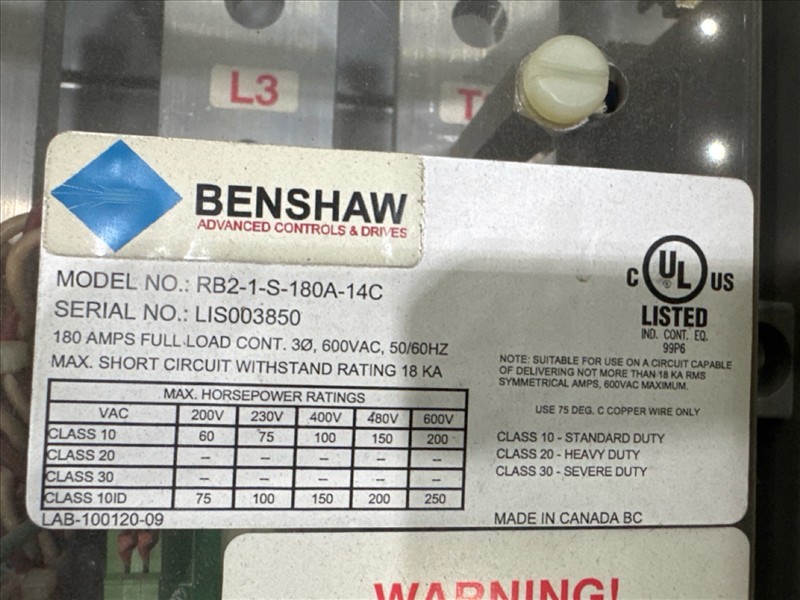 L3
T
BENSHAW
ADVANCED CONTROLS & DRIVES
MODEL NO.: RB2-1-S-180A-14C
SERIAL NO.: LIS003850
180 AMPS FULL LOAD CONT. 3Ø, 600VAC, 50/60HZ
MAX. SHORT CIRCUIT WITHSTAND RATING 18 KA
MAX. HORSEPOWER RATINGS
VAC 200V 230V 400V 480V 600V
CLASS 10 60 75 100 150 200
CLASS 20 -- -- -- -- --
CLASS 30 -- -- -- -- --
CLASS 10ID 75 100 150 200 250
LAB-100120-09
C UL US
LISTED
IND. CONT. EQ.
99P6
NOTE: SUITABLE FOR USE ON A CIRCUIT CAPABLE
OF DELIVERING NOT MORE THAN 18 KA RMS
SYMMETRICAL AMPS, 600VAC MAXIMUM.
USE 75 DEG. C COPPER WIRE ONLY
CLASS 10 - STANDARD DUTY
CLASS 20 - HEAVY DUTY
CLASS 30 - SEVERE DUTY
MADE IN CANADA BC
WARNING!